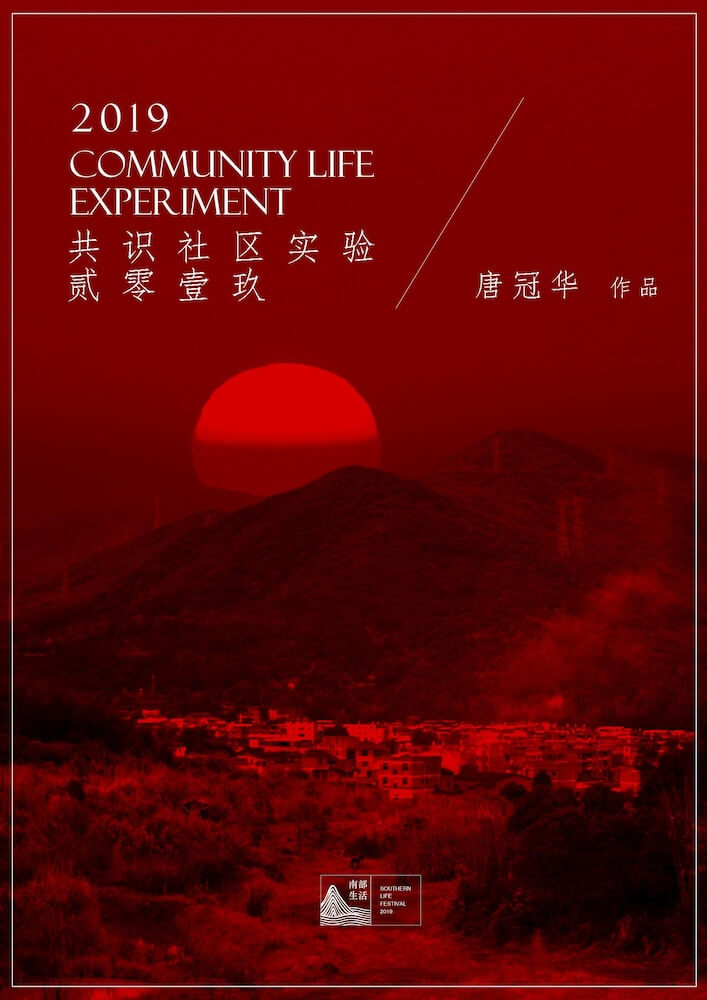 2019
COMMUNITY LIFE
EXPERIMENT
共识社区实验
贰零壹玖
唐冠华 作品
南部
生活
SOUTHERN
LIFE
FESTIVAL
2019